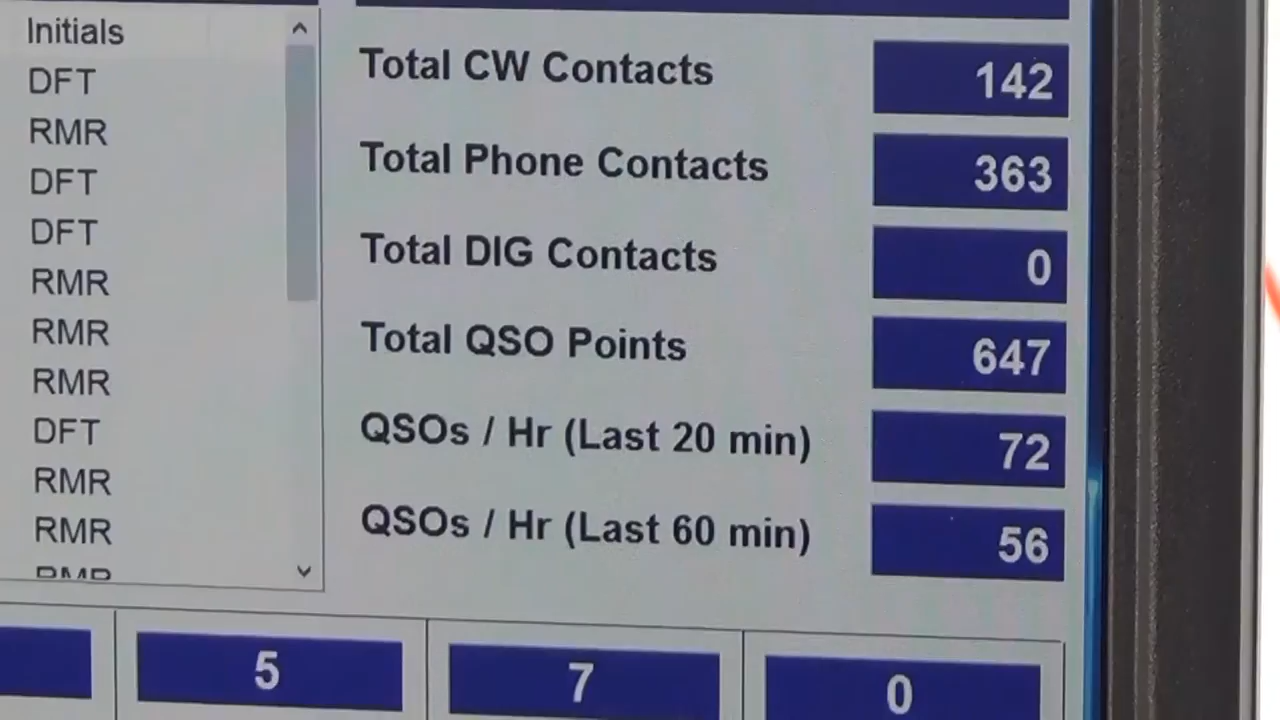 Initials
DFT
RMR
DFT
DFT
RMR
RMR
RMR
DFT
RMR
RMR
RMR
Total CW Contacts 142
Total Phone Contacts 363
Total DIG Contacts 0
Total QSO Points 647
QSOs / Hr (Last 20 min) 72
QSOs / Hr (Last 60 min) 56
5 7 0